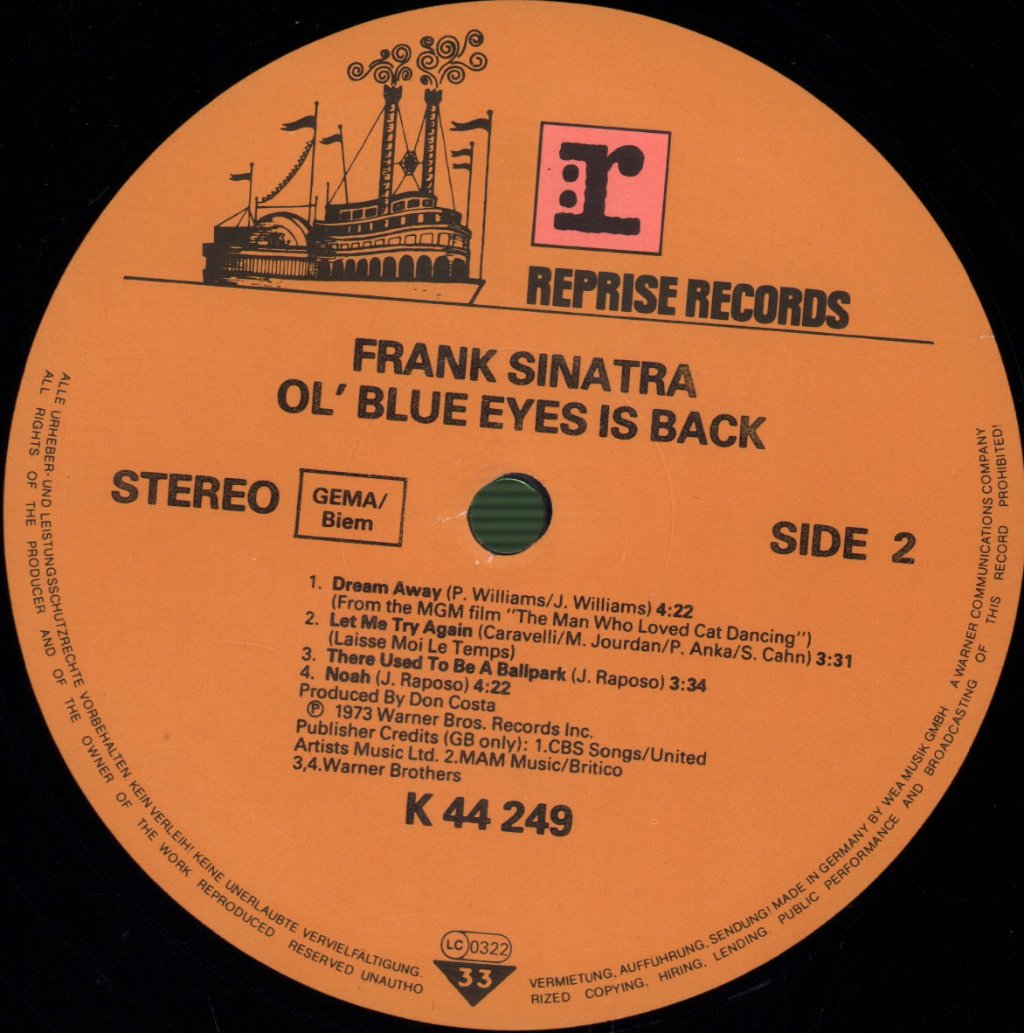 r
REPRISE RECORDS
FRANK SINATRA
OL' BLUE EYES IS BACK
STEREO
GEMA/
Biem
SIDE 2
1. Dream Away (P. Williams/J. Williams) 4:22
(From the MGM film "The Man Who Loved Cat Dancing")
2. Let Me Try Again (Caravelli/M. Jourdan/P. Anka/S. Cahn) 3:31
(Laisse Moi Le Temps)
3. There Used To Be A Ballpark (J. Raposo) 3:34
4. Noah (J. Raposo) 4:22
Produced By Don Costa
℗ 1973 Warner Bros. Records Inc.
Publisher Credits (GB only): 1.CBS Songs/United
Artists Music Ltd. 2.MAM Music/Britico
3,4.Warner Brothers
K 44 249
LC 0322
33
ALLE URHEBER- UND LEISTUNGSSCHUTZRECHTE VORBEHALTEN KEIN VERLEIH! KEINE UNERLAUBTE VERVIELFÄLTIGUNG, VERMIETUNG, AUFFÜHRUNG, SENDUNG! MADE IN GERMANY BY WEA MUSIK GMBH A WARNER COMMUNICATIONS COMPANY
ALL RIGHTS OF THE PRODUCER AND OF THE OWNER OF THE WORK REPRODUCED RESERVED UNAUTHO RIZED COPYING, HIRING, LENDING, PUBLIC PERFORMANCE AND BROADCASTING OF THIS RECORD PROHIBITED!